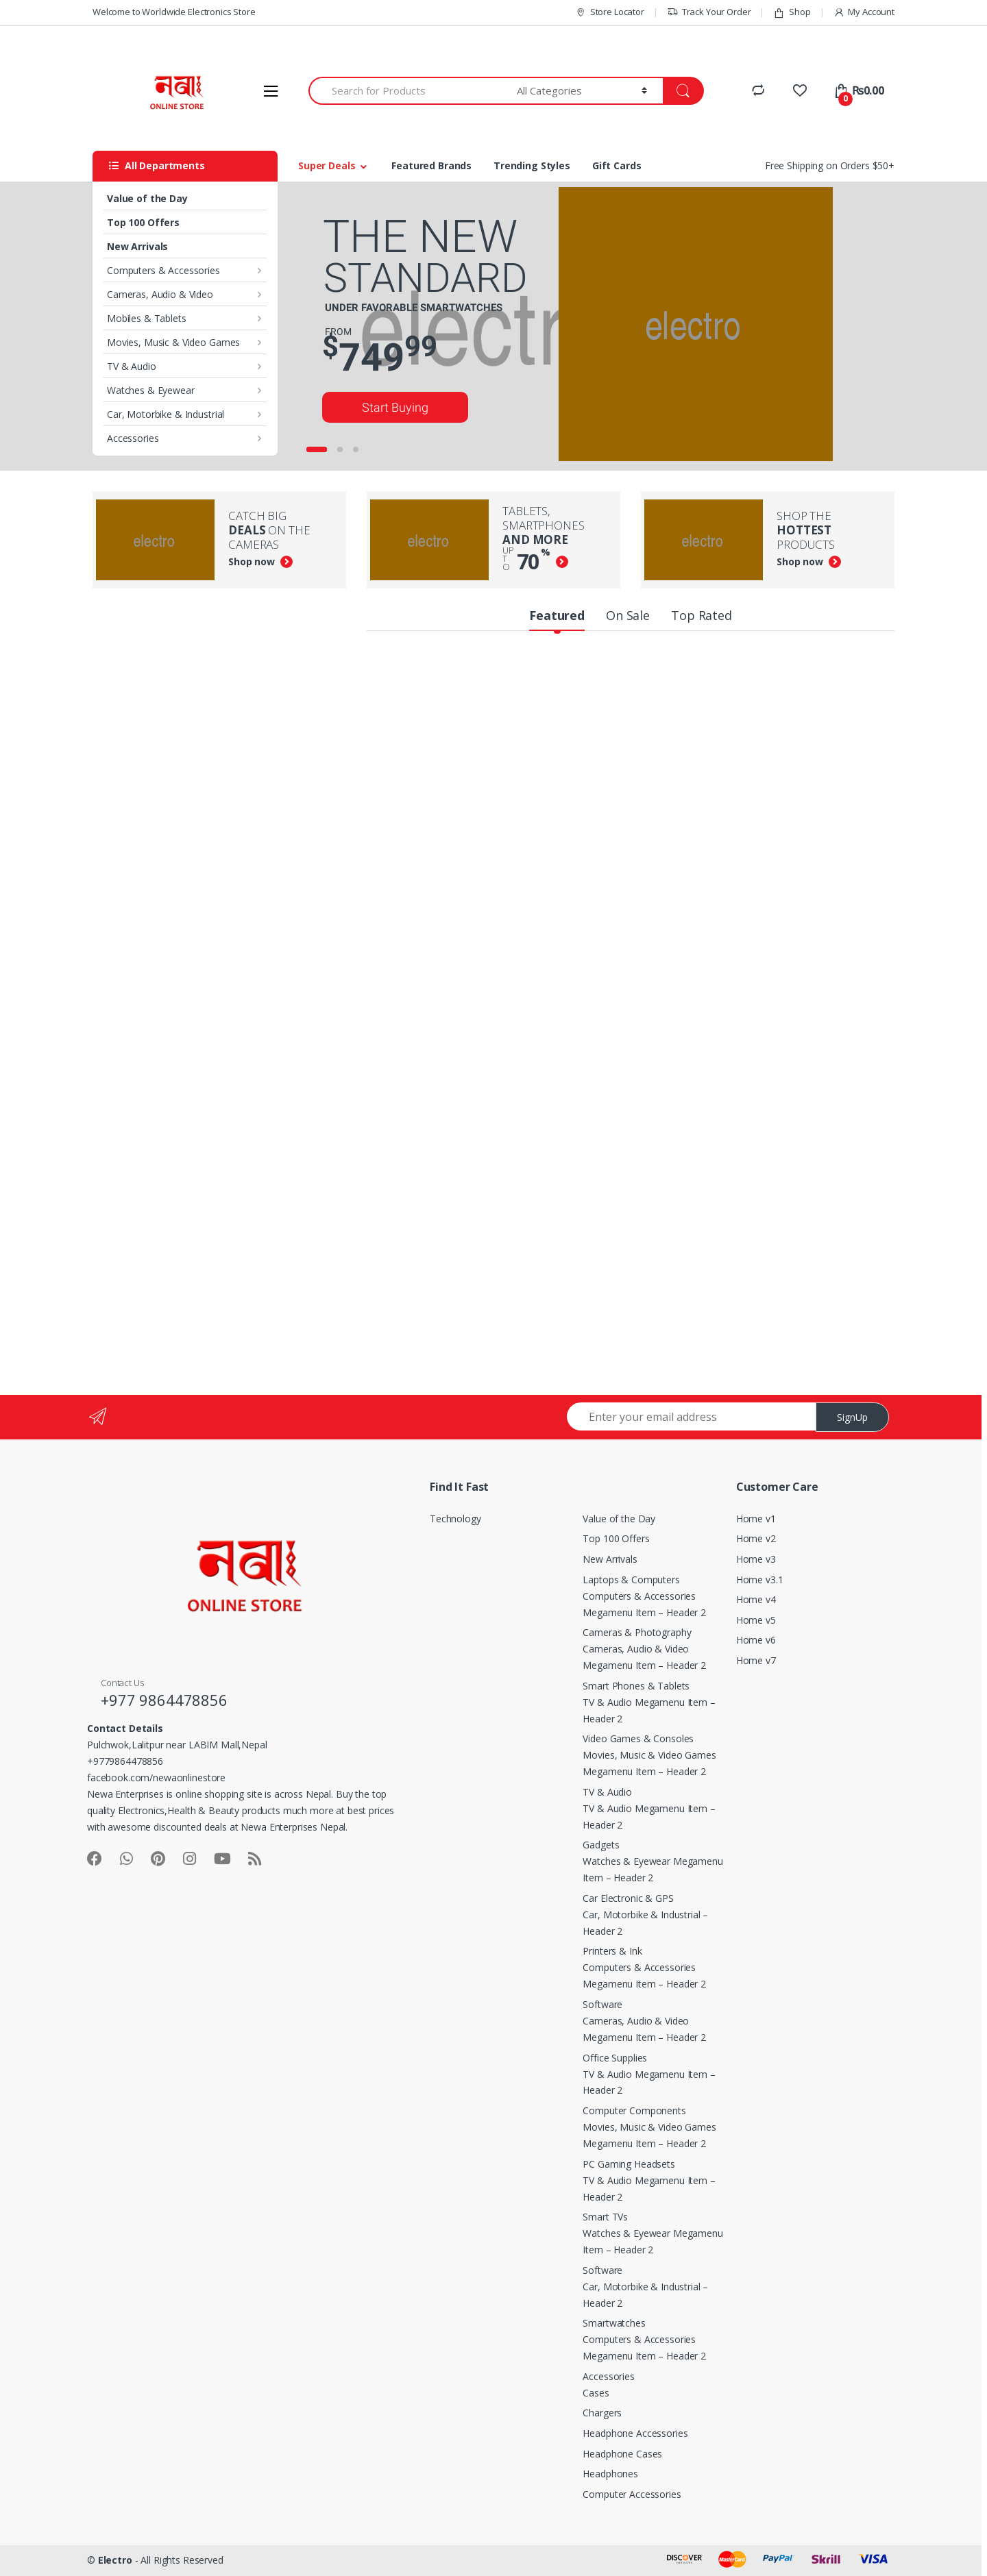 Welcome to Worldwide Electronics Store
Store Locator
Track Your Order
Shop
My Account
नेवाः
ONLINE STORE
Search for Products
All Categories
0
₨0.00
All Departments
Super Deals
Featured Brands
Trending Styles
Gift Cards
Free Shipping on Orders $50+
Value of the Day
Top 100 Offers
New Arrivals
Computers & Accessories
Cameras, Audio & Video
Mobiles & Tablets
Movies, Music & Video Games
TV & Audio
Watches & Eyewear
Car, Motorbike & Industrial
Accessories
THE NEW
STANDARD
UNDER FAVORABLE SMARTWATCHES
FROM
$749 99
Start Buying
electro
electro
CATCH BIG
DEALS ON THE
CAMERAS
Shop now
electro
TABLETS,
SMARTPHONES
AND MORE
UP TO 70%
electro
SHOP THE
HOTTEST
PRODUCTS
Shop now
Featured
On Sale
Top Rated
Enter your email address
SignUp
नेवाः
ONLINE STORE
Contact Us
+977 9864478856
Contact Details
Pulchwok,Lalitpur near LABIM Mall,Nepal
+9779864478856
facebook.com/newaonlinestore
Newa Enterprises is online shopping site is across Nepal. Buy the top
quality Electronics,Health & Beauty products much more at best prices
with awesome discounted deals at Newa Enterprises Nepal.
Find It Fast
Technology
Value of the Day
Top 100 Offers
New Arrivals
Laptops & Computers
Computers & Accessories
Megamenu Item – Header 2
Cameras & Photography
Cameras, Audio & Video
Megamenu Item – Header 2
Smart Phones & Tablets
TV & Audio Megamenu Item –
Header 2
Video Games & Consoles
Movies, Music & Video Games
Megamenu Item – Header 2
TV & Audio
TV & Audio Megamenu Item –
Header 2
Gadgets
Watches & Eyewear Megamenu
Item – Header 2
Car Electronic & GPS
Car, Motorbike & Industrial –
Header 2
Printers & Ink
Computers & Accessories
Megamenu Item – Header 2
Software
Cameras, Audio & Video
Megamenu Item – Header 2
Office Supplies
TV & Audio Megamenu Item –
Header 2
Computer Components
Movies, Music & Video Games
Megamenu Item – Header 2
PC Gaming Headsets
TV & Audio Megamenu Item –
Header 2
Smart TVs
Watches & Eyewear Megamenu
Item – Header 2
Software
Car, Motorbike & Industrial –
Header 2
Smartwatches
Computers & Accessories
Megamenu Item – Header 2
Accessories
Cases
Chargers
Headphone Accessories
Headphone Cases
Headphones
Computer Accessories
Customer Care
Home v1
Home v2
Home v3
Home v3.1
Home v4
Home v5
Home v6
Home v7
© Electro - All Rights Reserved
DISCOVER
MasterCard
PayPal
Skrill
VISA